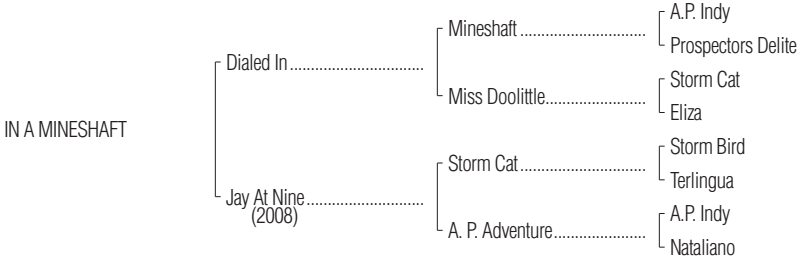 A.P. Indy
Mineshaft
Prospectors Delite
Dialed In
Storm Cat
Miss Doolittle
Eliza
IN A MINESHAFT
Storm Bird
Storm Cat
Terlingua
Jay At Nine
(2008)
A.P. Indy
A. P. Adventure
Nataliano